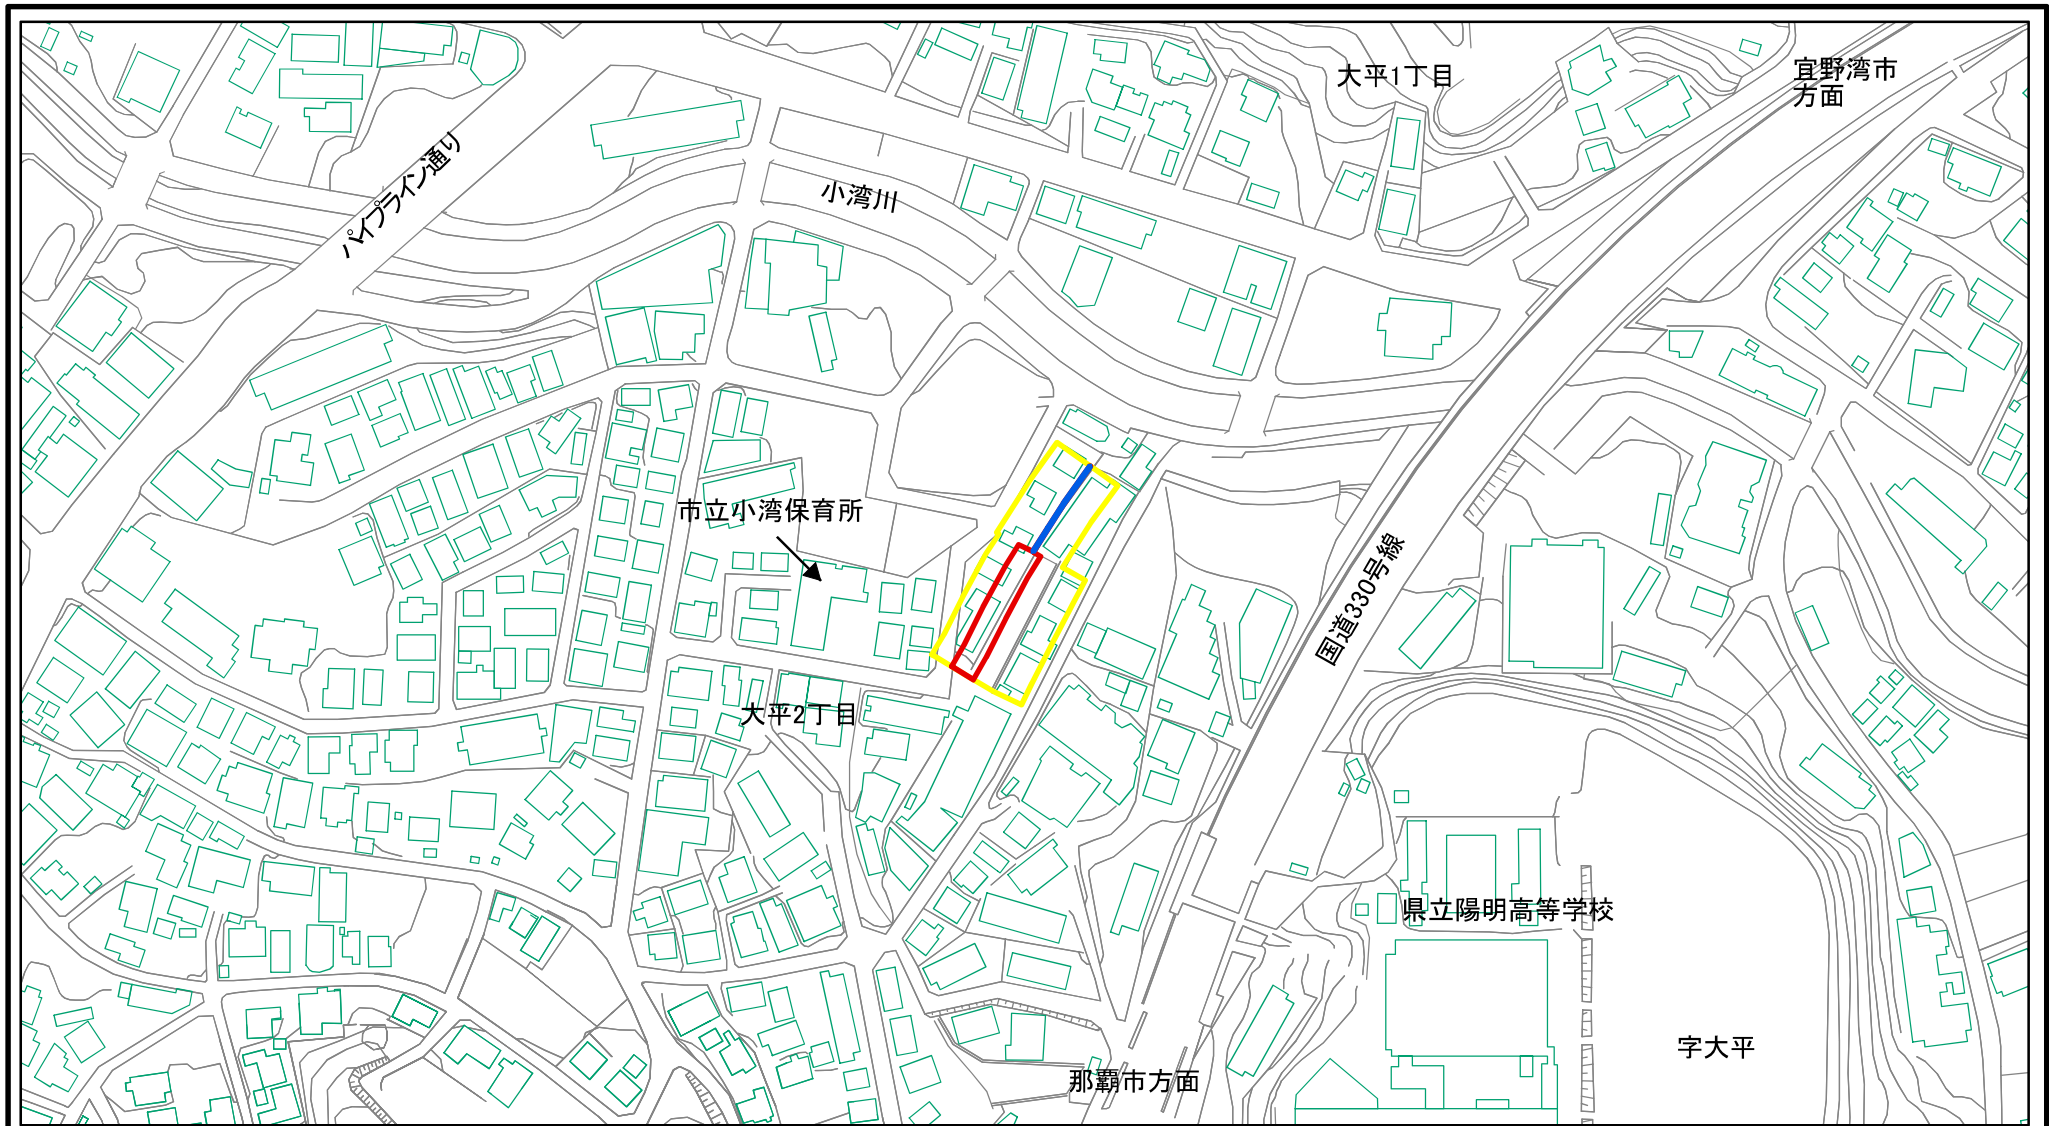 大平1丁目
宜野湾市
方面
パイプライン通り
小湾川
市立小湾保育所
国道330号線
大平2丁目
県立陽明高等学校
字大平
那覇市方面